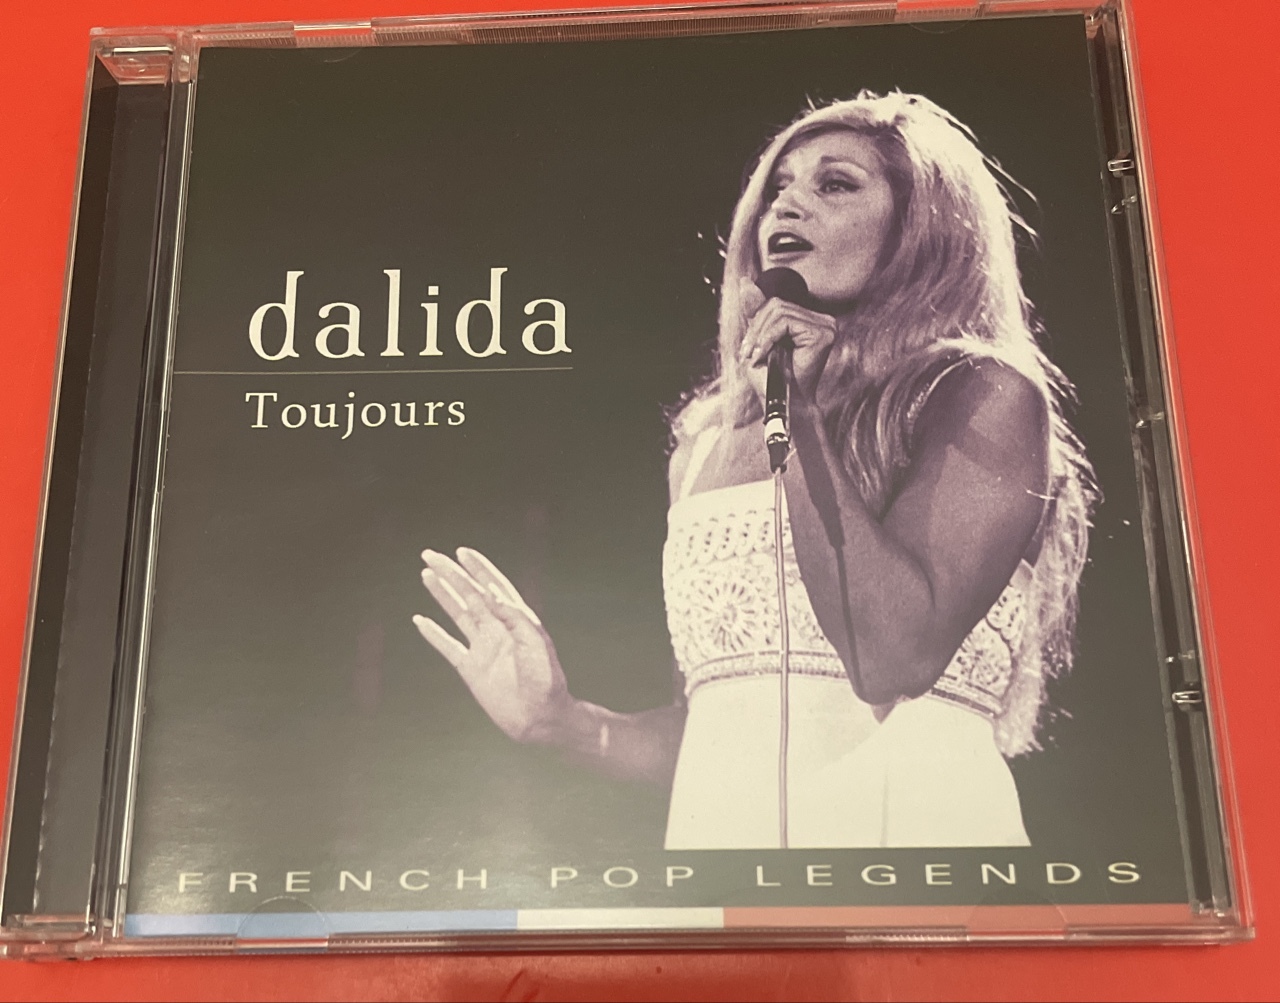 dalida
Toujours
FRENCH POP LEGENDS